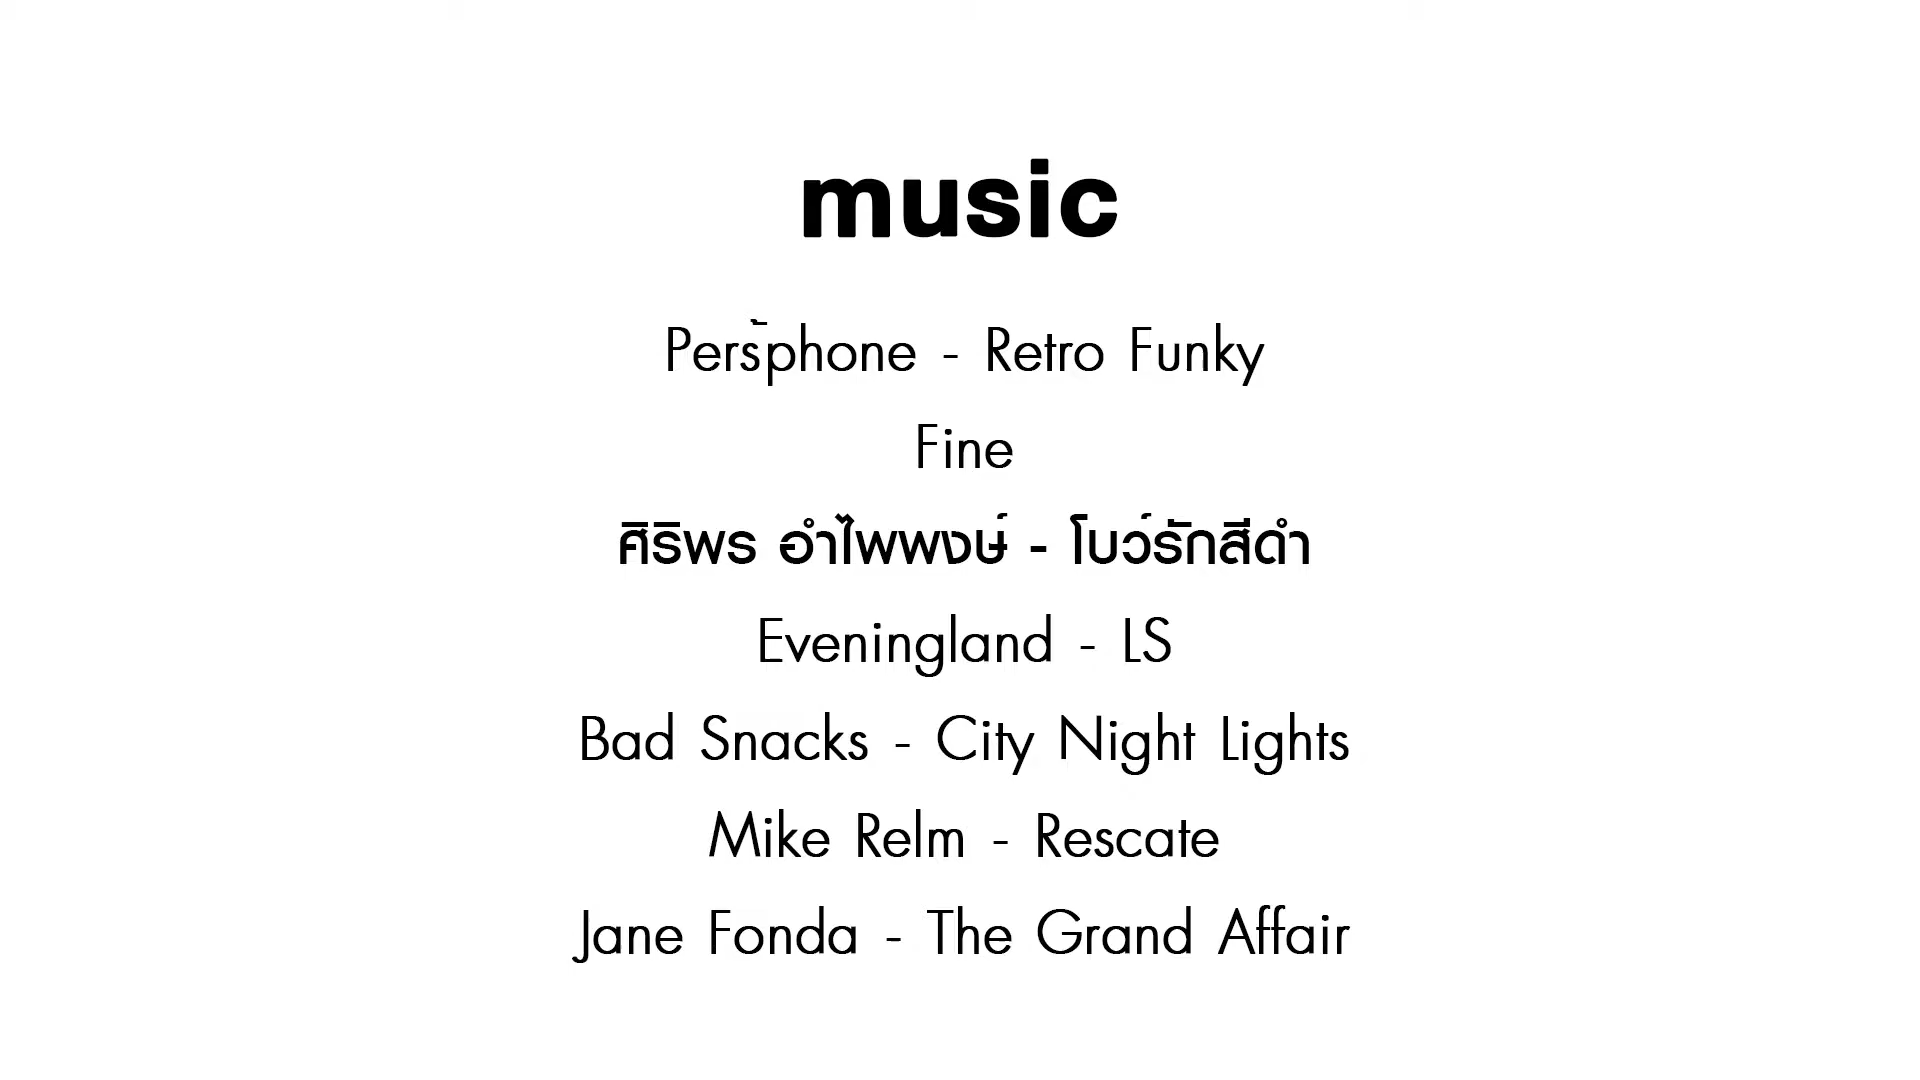 music
Pers้phone - Retro Funky
Fine
ศิริพร อำไพพงษ์ - โบว์รักสีดำ
Eveningland - LS
Bad Snacks - City Night Lights
Mike Relm - Rescate
Jane Fonda - The Grand Affair